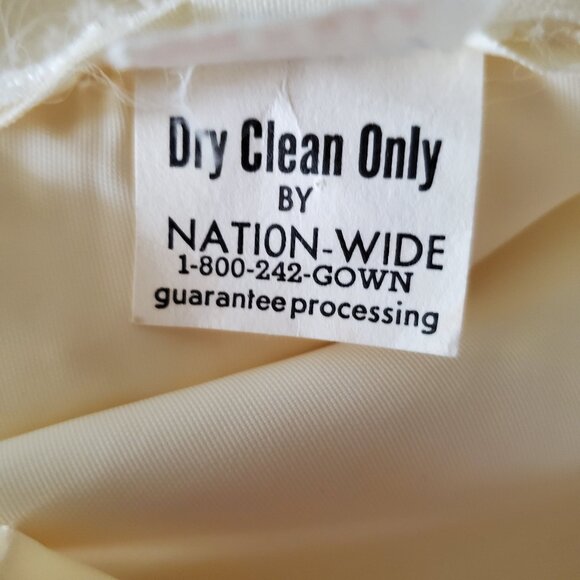 Dry Clean Only
BY
NATION-WIDE
1-800-242-GOWN
guarantee processing